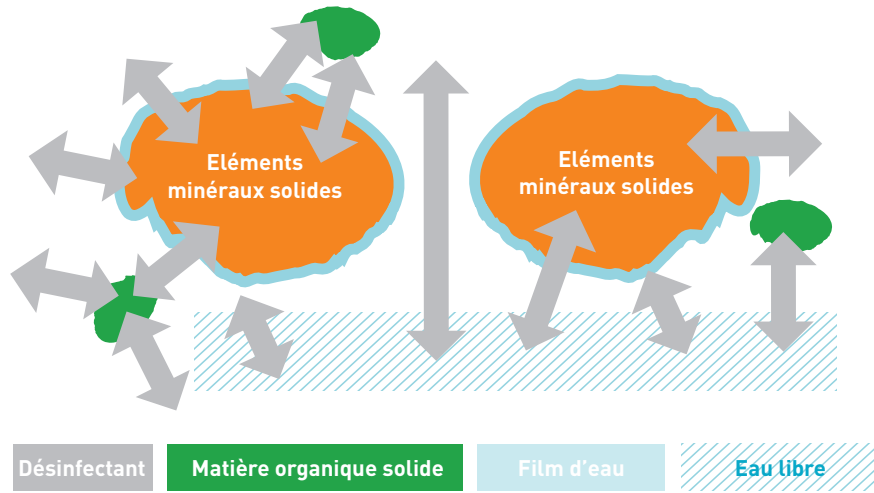 Eléments
minéraux solides
Eléments
minéraux solides
Désinfectant
Matière organique solide
Film d'eau
Eau libre